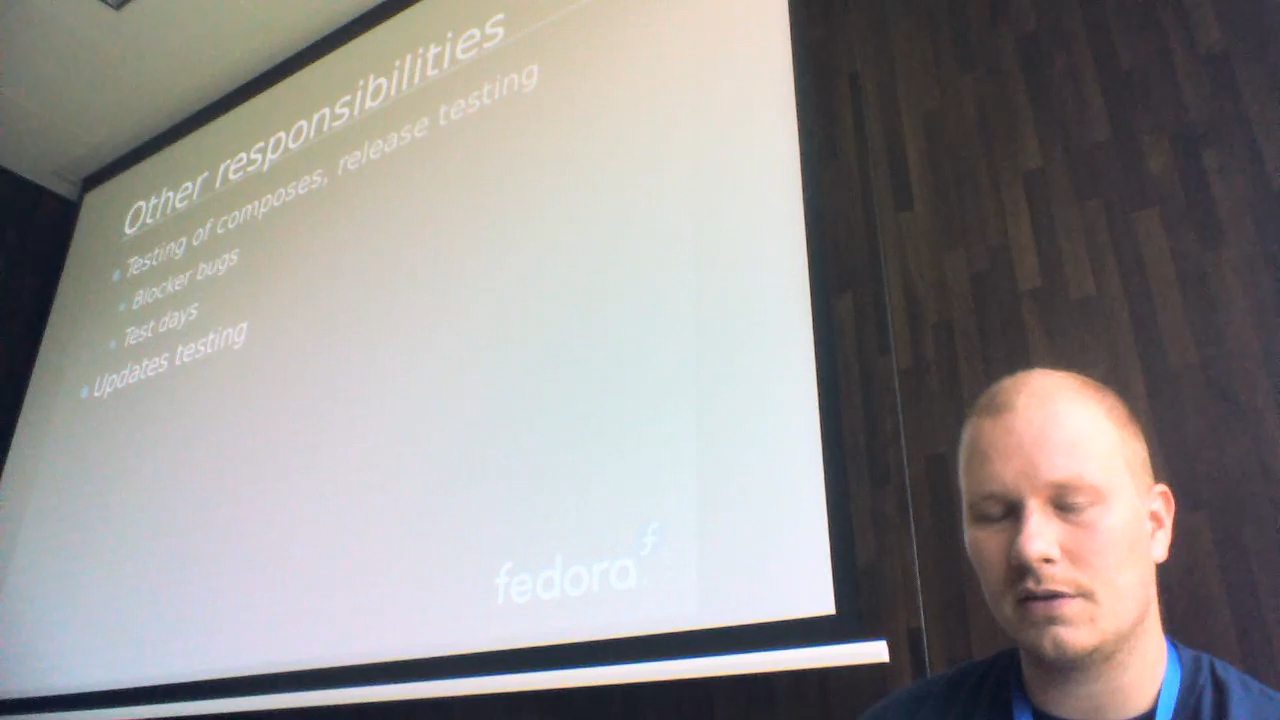 Other responsibilities
Testing of composes, release testing
Blocker bugs
Test days
Updates testing
fedora